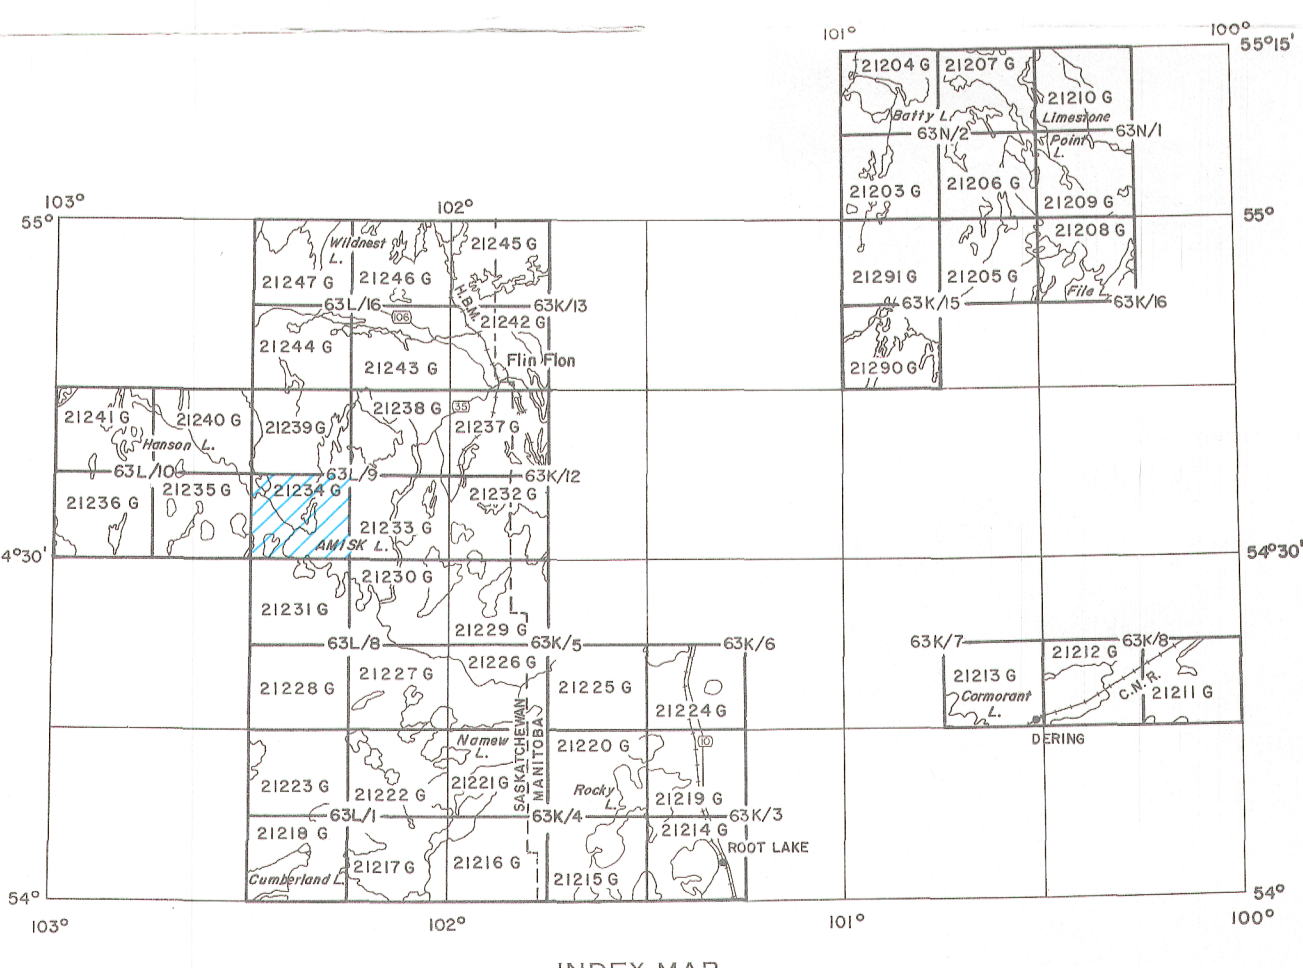 101°
100°
55°15'
21204 G
21207 G
21210 G
Batty L.
Limestone
63N/2
63N/1
Point
L.
21203 G
21206 G
21209 G
103°
102°
55°
55°
21208 G
Wildnest
L.
21245 G
21247 G
21246 G
21291 G
21205 G
File L.
63L/16
63K/13
63K/15
63K/16
H.B.M.
106
21242 G
21244 G
21243 G
Flin Flon
21290 G
21241 G
21240 G
21239 G
21238 G
35
21237 G
Hanson L.
63L/10
63L/9
63K/12
21236 G
21235 G
21234 G
21232 G
21233 G
AMISK L.
4°30'
54°30'
21230 G
21231 G
21229 G
63L/8
63K/5
63K/6
63K/7
63K/8
21212 G
21228 G
21227 G
21226 G
21225 G
21224 G
21213 G
Cormorant
L.
C.N.R.
21211 G
DERING
Namew
L.
SASKATCHEWAN
MANITOBA
21220 G
10
21223 G
21222 G
21221 G
Rocky
L.
21219 G
63L/1
63K/4
63K/3
21218 G
21214 G
ROOT LAKE
21217 G
21216 G
21215 G
Cumberland L.
54°
54°
103°
102°
101°
100°
INDEX MAP